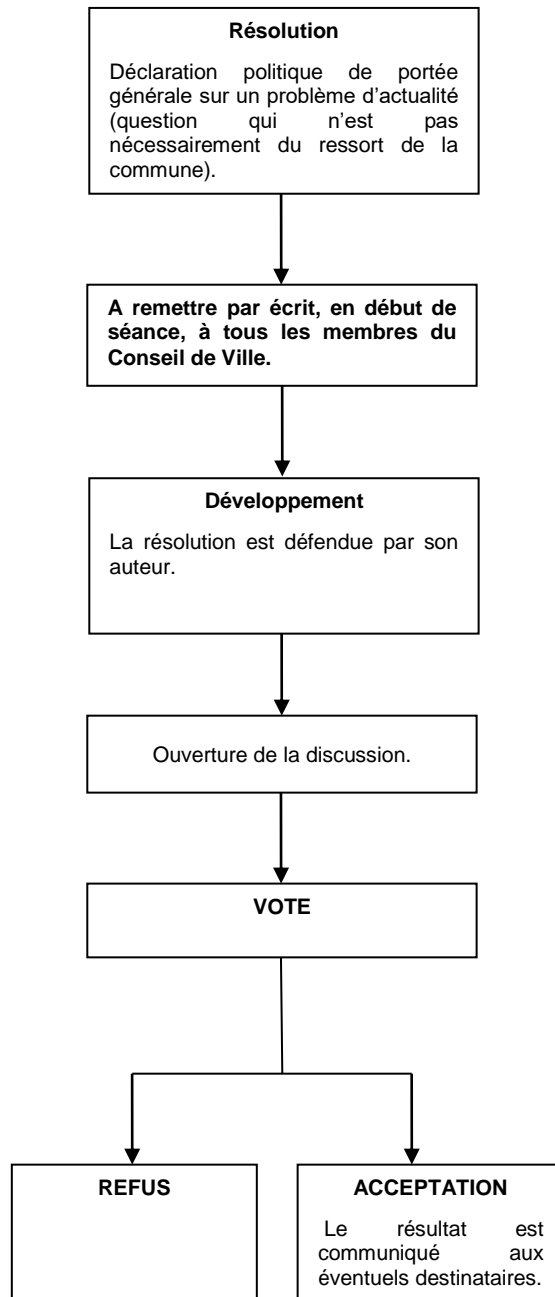 Résolution
Déclaration politique de portée
générale sur un problème d'actualité
(question qui n'est pas
nécessairement du ressort de la
commune).
A remettre par écrit, en début de
séance, à tous les membres du
Conseil de Ville.
Développement
La résolution est défendue par son
auteur.
Ouverture de la discussion.
VOTE
REFUS
ACCEPTATION
Le résultat est
communiqué aux
éventuels destinataires.